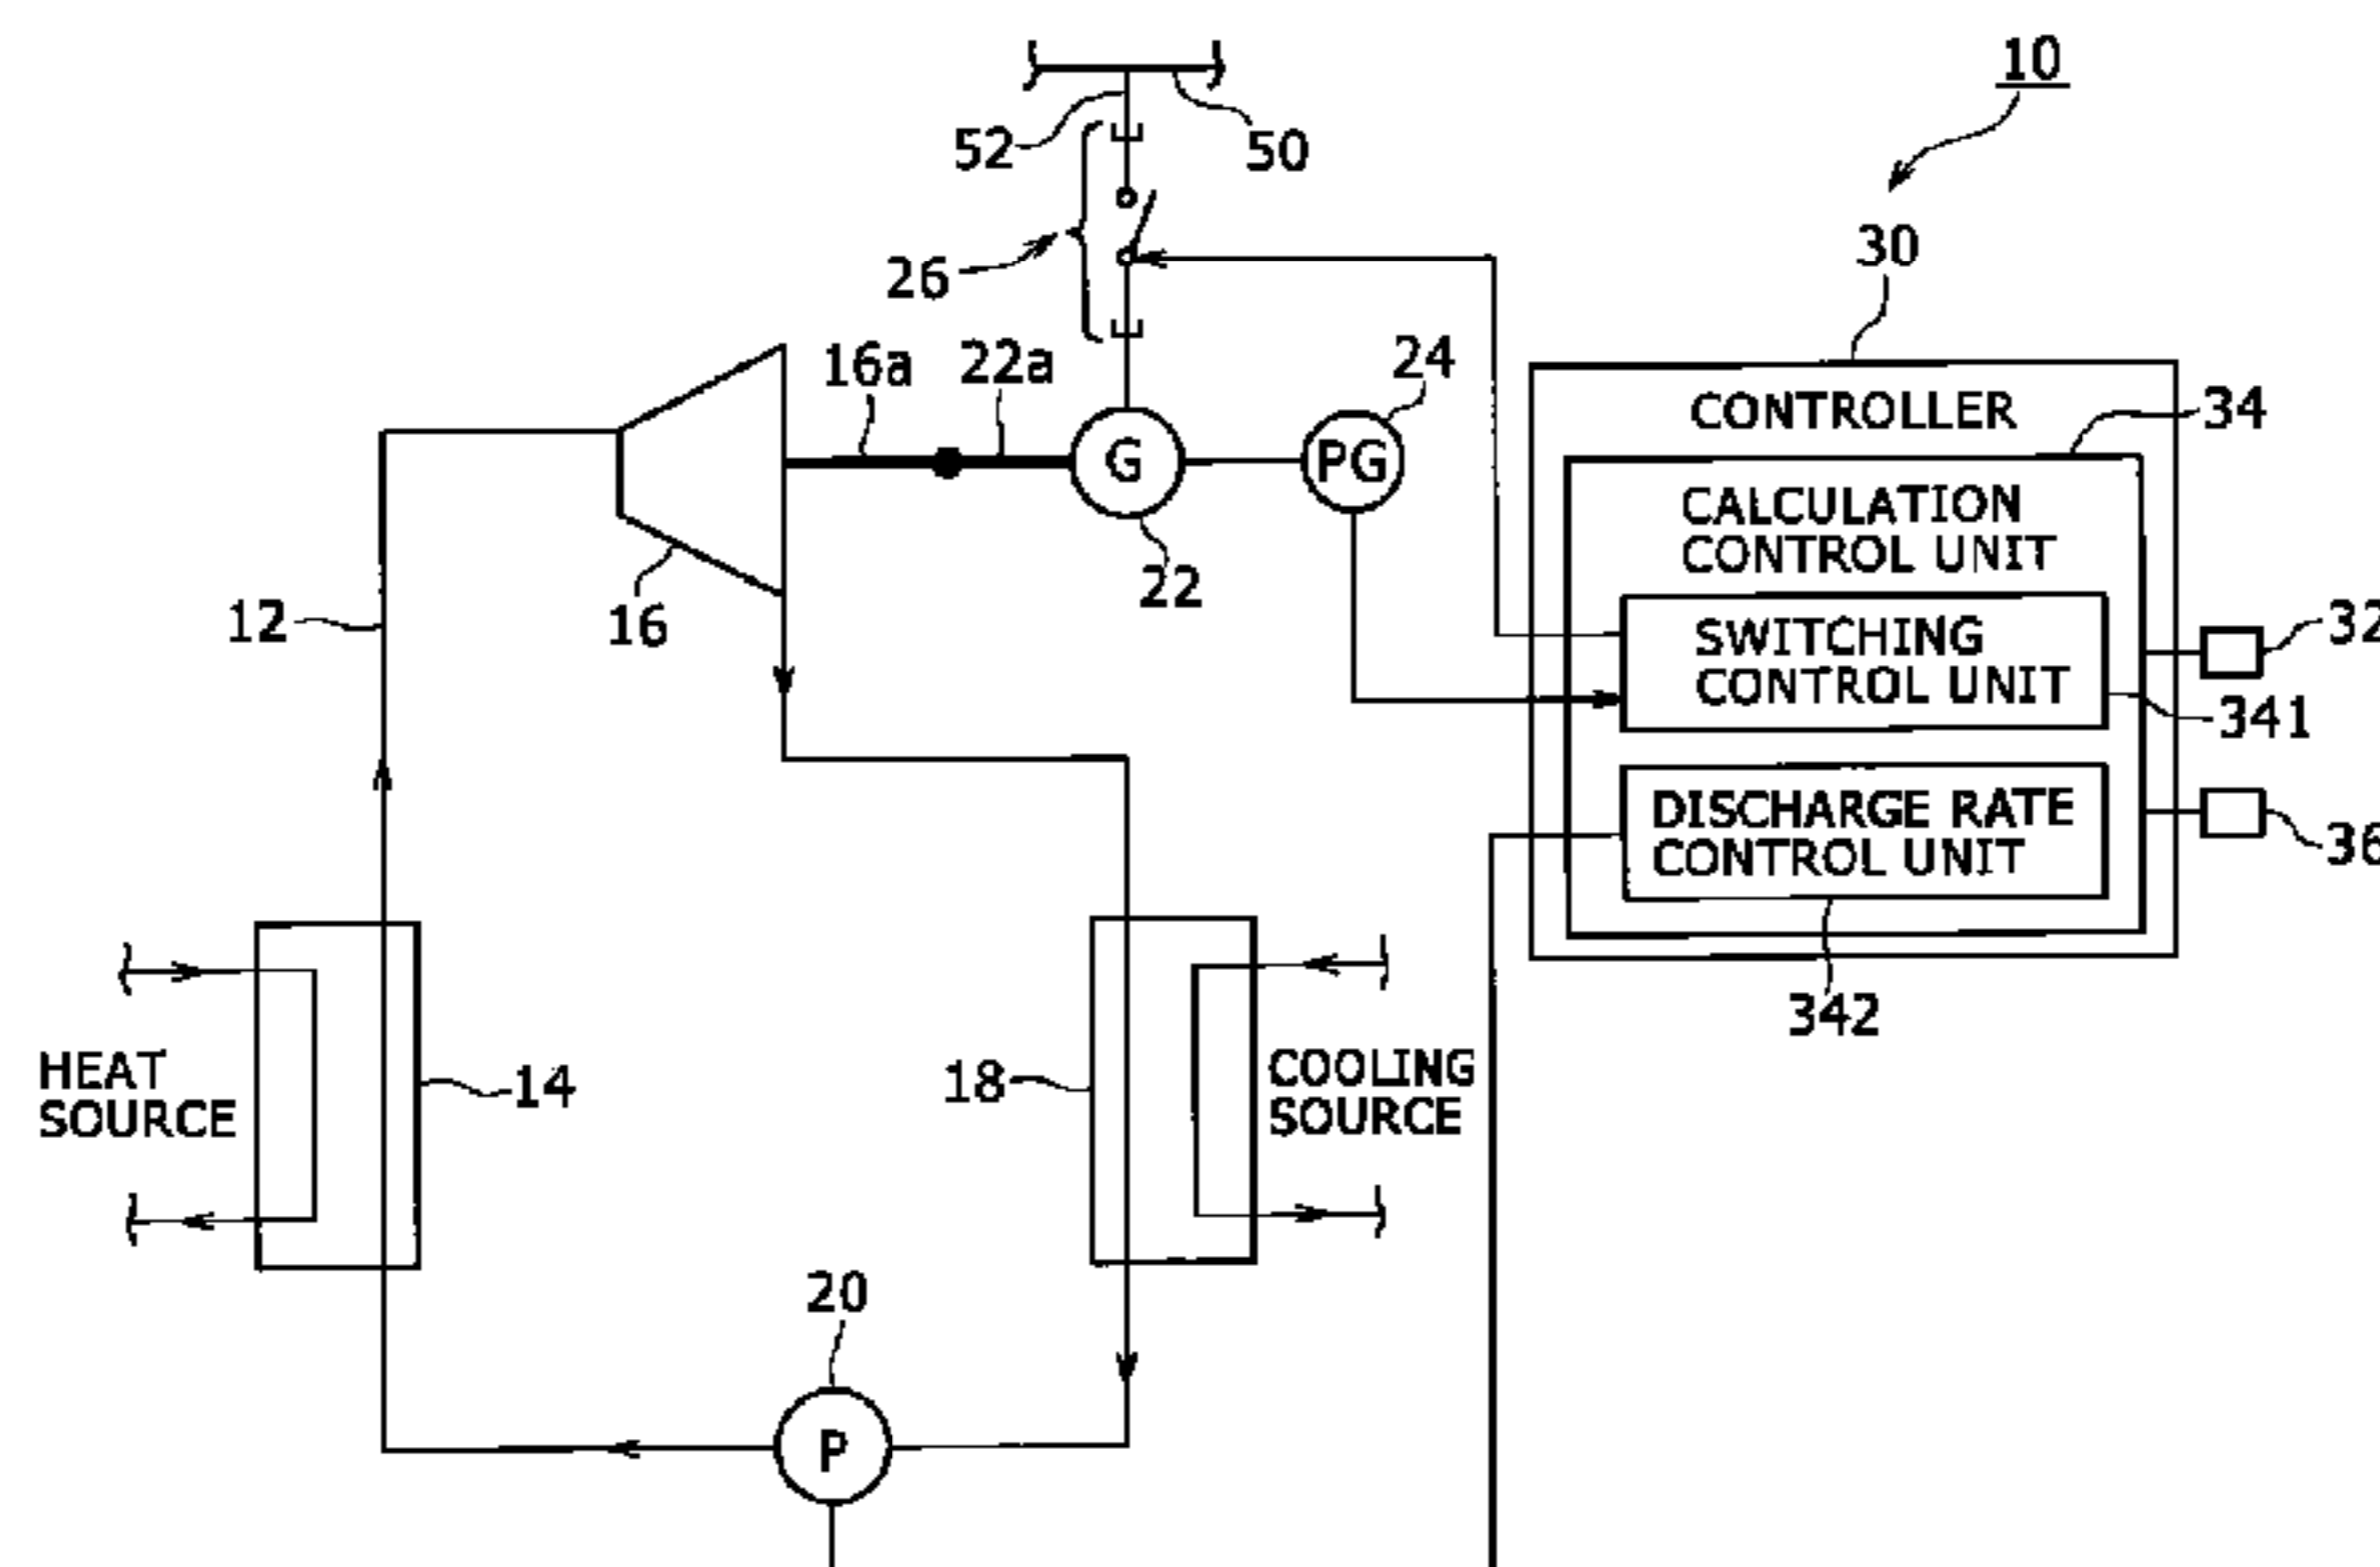 10
52
50
26
30
16a
22a
24
CONTROLLER
34
G
PG
CALCULATION
CONTROL UNIT
12
16
22
SWITCHING
CONTROL UNIT
32
341
DISCHARGE RATE
CONTROL UNIT
36
342
HEAT
SOURCE
14
18
COOLING
SOURCE
20
P